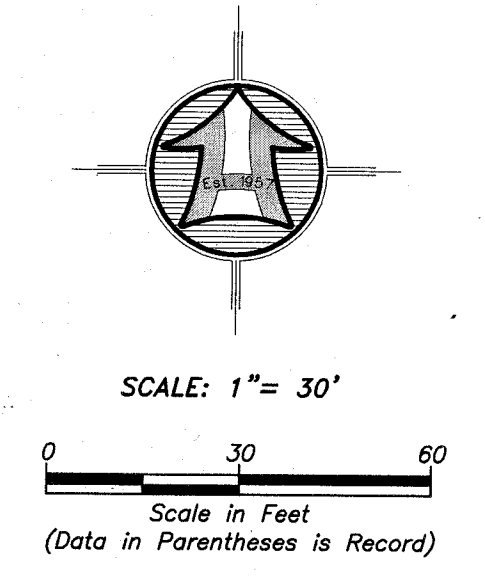 Est. 1957
SCALE: 1"= 30'
0 30 60
Scale in Feet
(Data in Parentheses is Record)